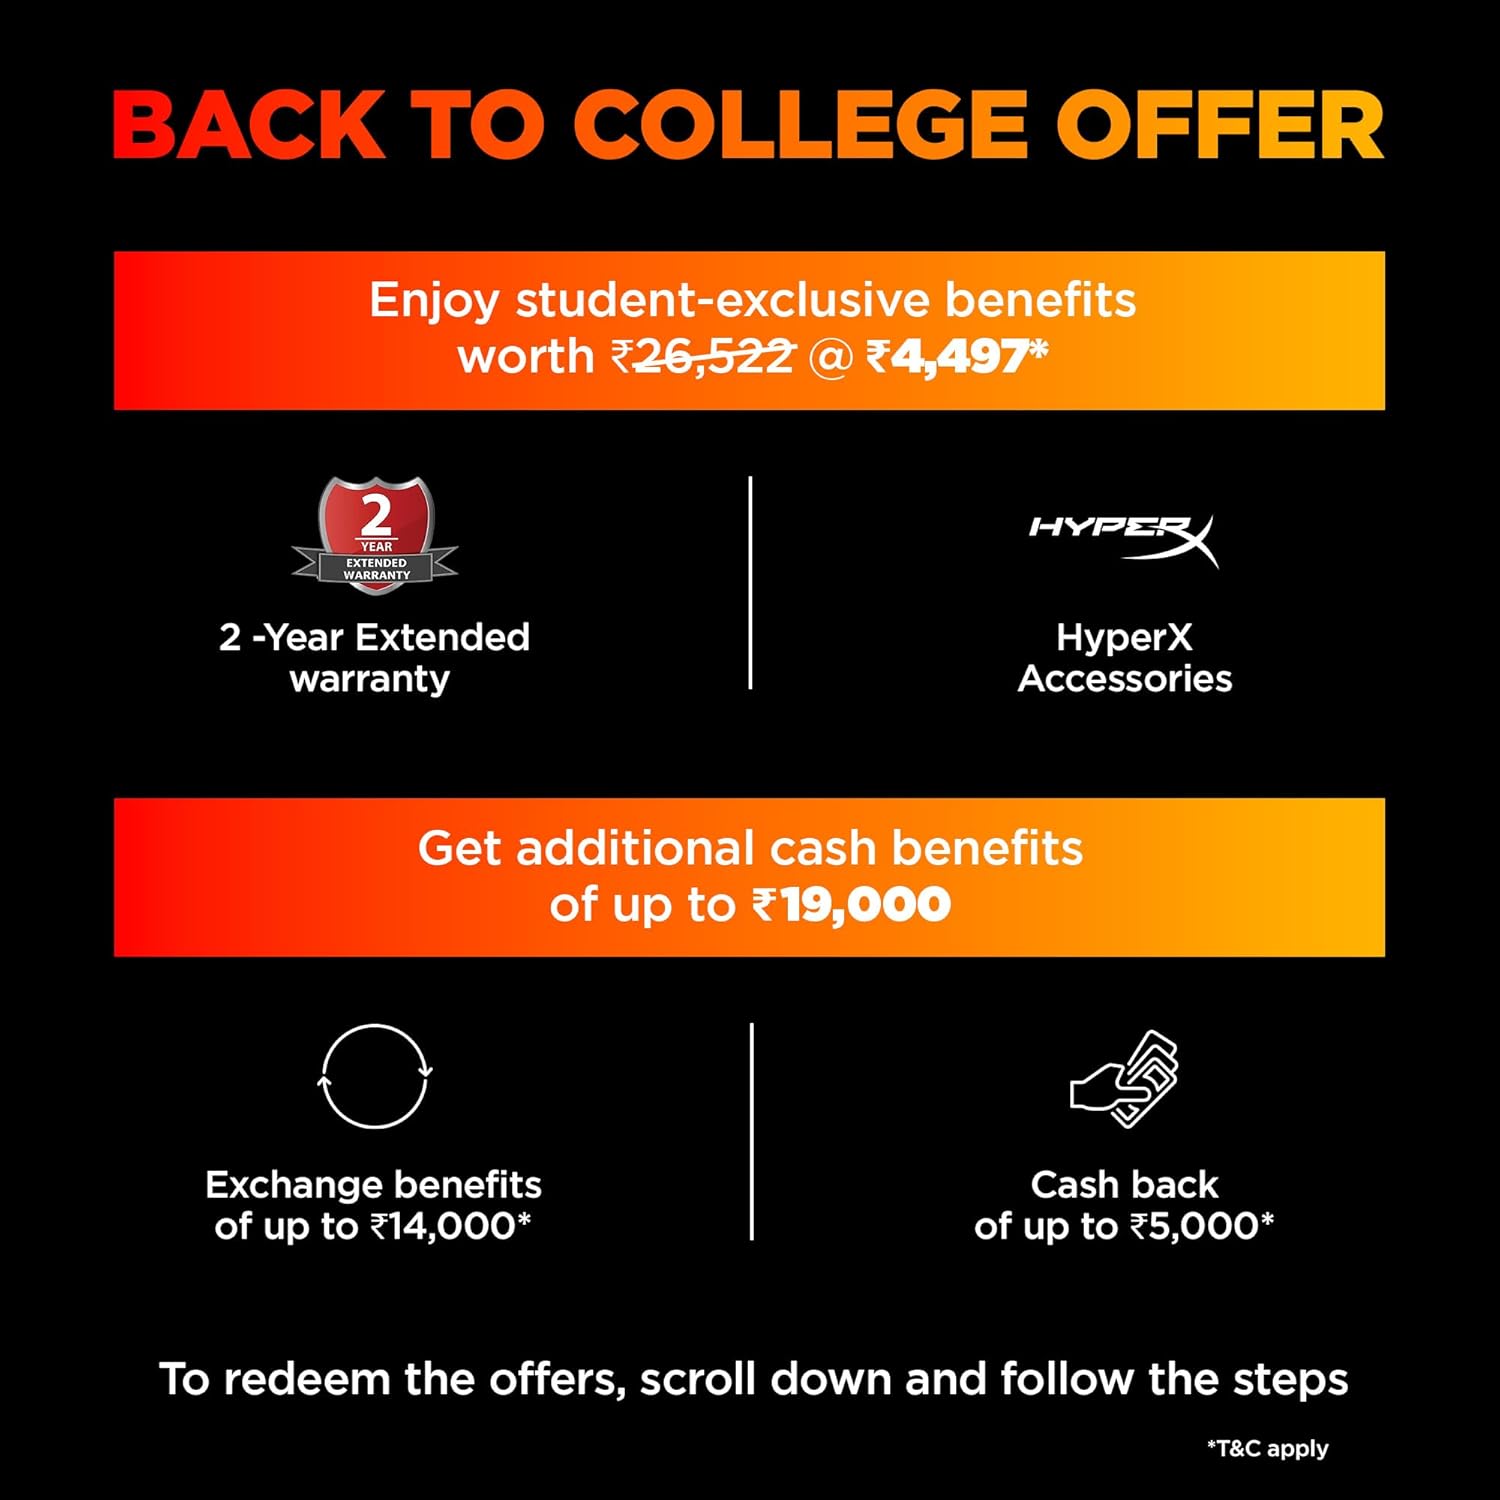 BACK TO COLLEGE OFFER
Enjoy student-exclusive benefits
worth ₹26,522 @ ₹4,497*
2
YEAR
EXTENDED
WARRANTY
2 -Year Extended
warranty
HYPERX
HyperX
Accessories
Get additional cash benefits
of up to ₹19,000
Exchange benefits
of up to ₹14,000*
Cash back
of up to ₹5,000*
To redeem the offers, scroll down and follow the steps
*T&C apply